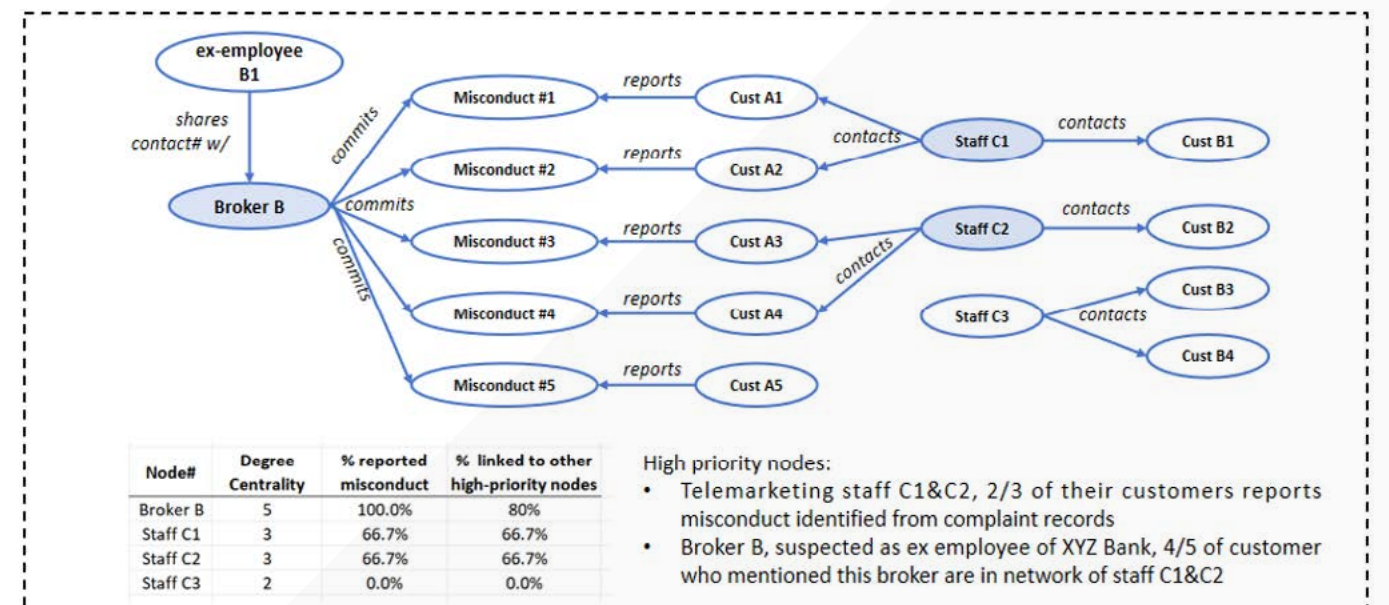 ex-employee
B1
shares
contact# w/
Broker B
commits
commits
commits
Misconduct #1
Misconduct #2
Misconduct #3
Misconduct #4
Misconduct #5
reports
reports
reports
reports
reports
Cust A1
Cust A2
Cust A3
Cust A4
Cust A5
contacts
contacts
Staff C1
Staff C2
Staff C3
contacts
contacts
contacts
Cust B1
Cust B2
Cust B3
Cust B4
Node# Degree Centrality % reported misconduct % linked to other high-priority nodes
Broker B 5 100.0% 80%
Staff C1 3 66.7% 66.7%
Staff C2 3 66.7% 66.7%
Staff C3 2 0.0% 0.0%
High priority nodes:
• Telemarketing staff C1&C2, 2/3 of their customers reports
misconduct identified from complaint records
• Broker B, suspected as ex employee of XYZ Bank, 4/5 of customer
who mentioned this broker are in network of staff C1&C2